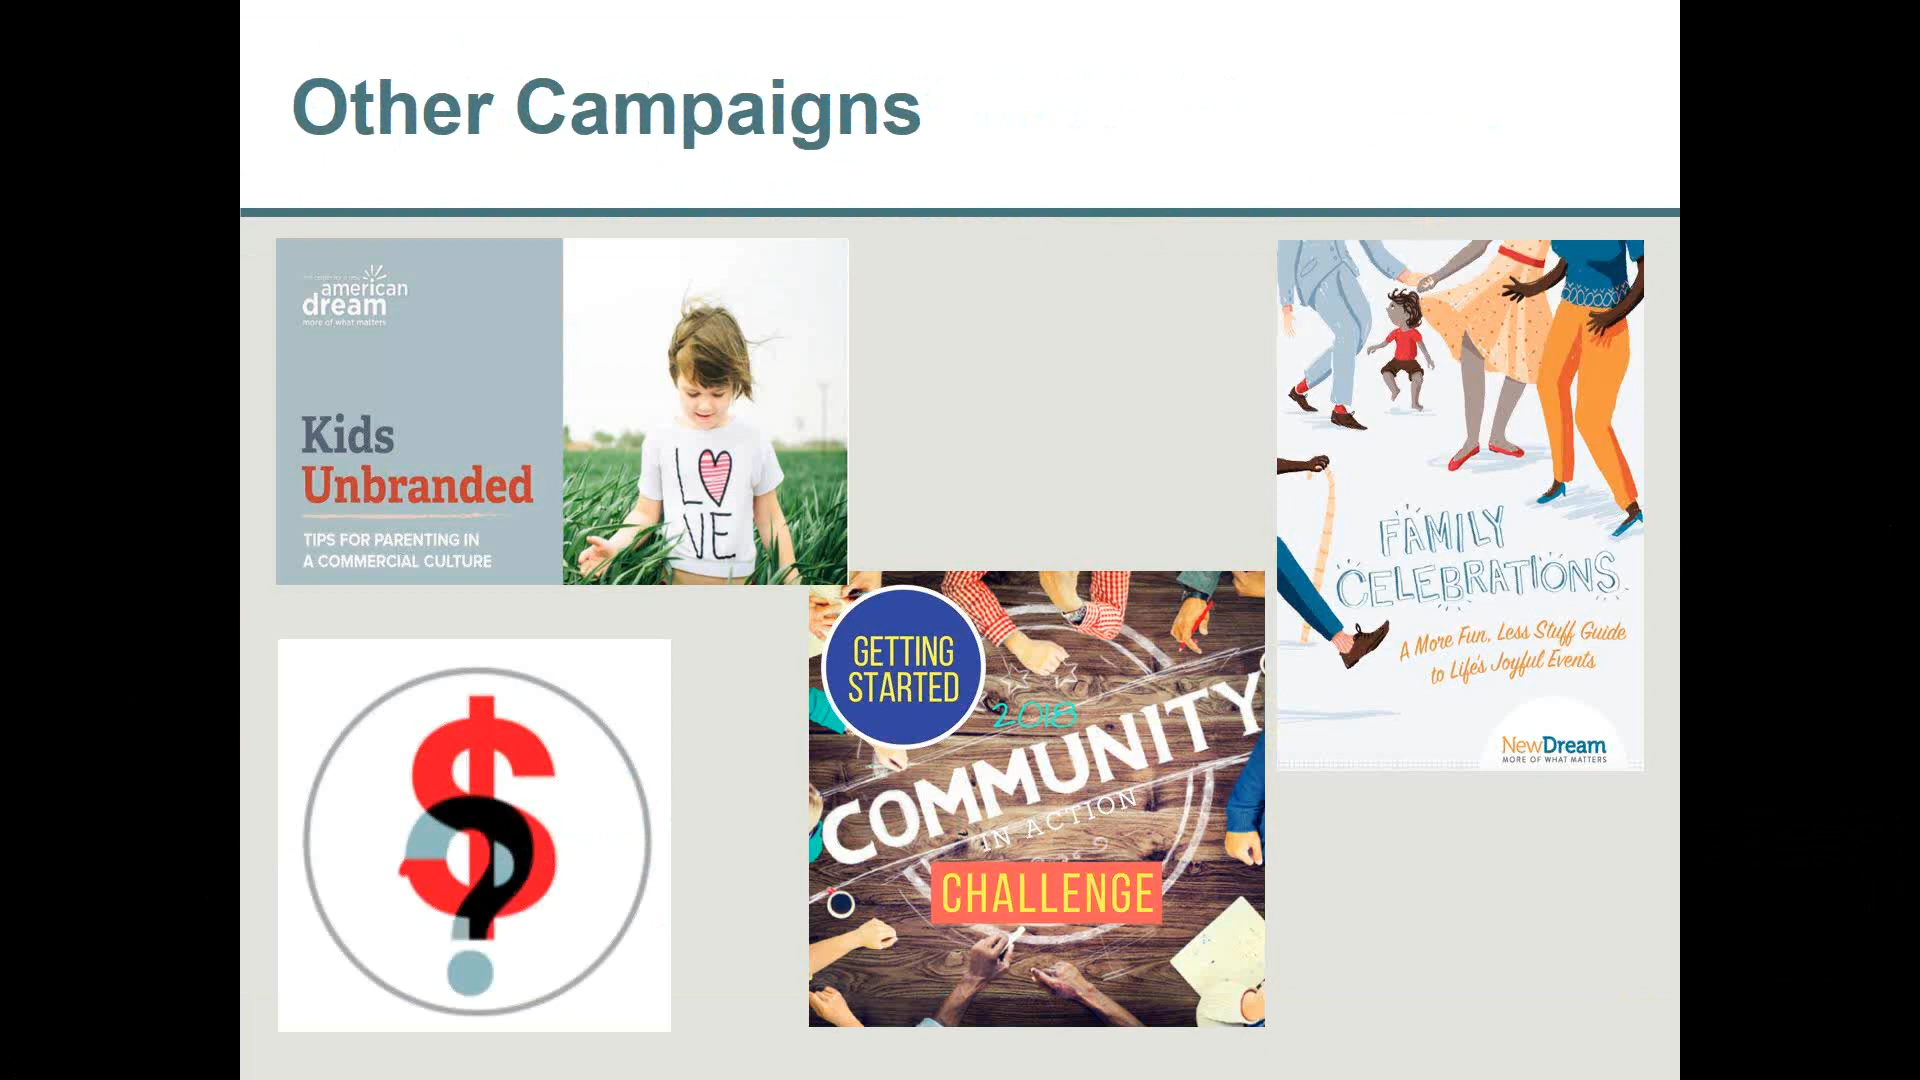 Other Campaigns
american
dream
more of what matters
Kids
Unbranded
TIPS FOR PARENTING IN
A COMMERCIAL CULTURE
LO
VE
GETTING
STARTED
2018
COMMUNITY
IN ACTION
CHALLENGE
FAMILY
CELEBRATIONS
A More Fun, Less Stuff Guide
to Life's Joyful Events
NewDream
MORE OF WHAT MATTERS
$
?